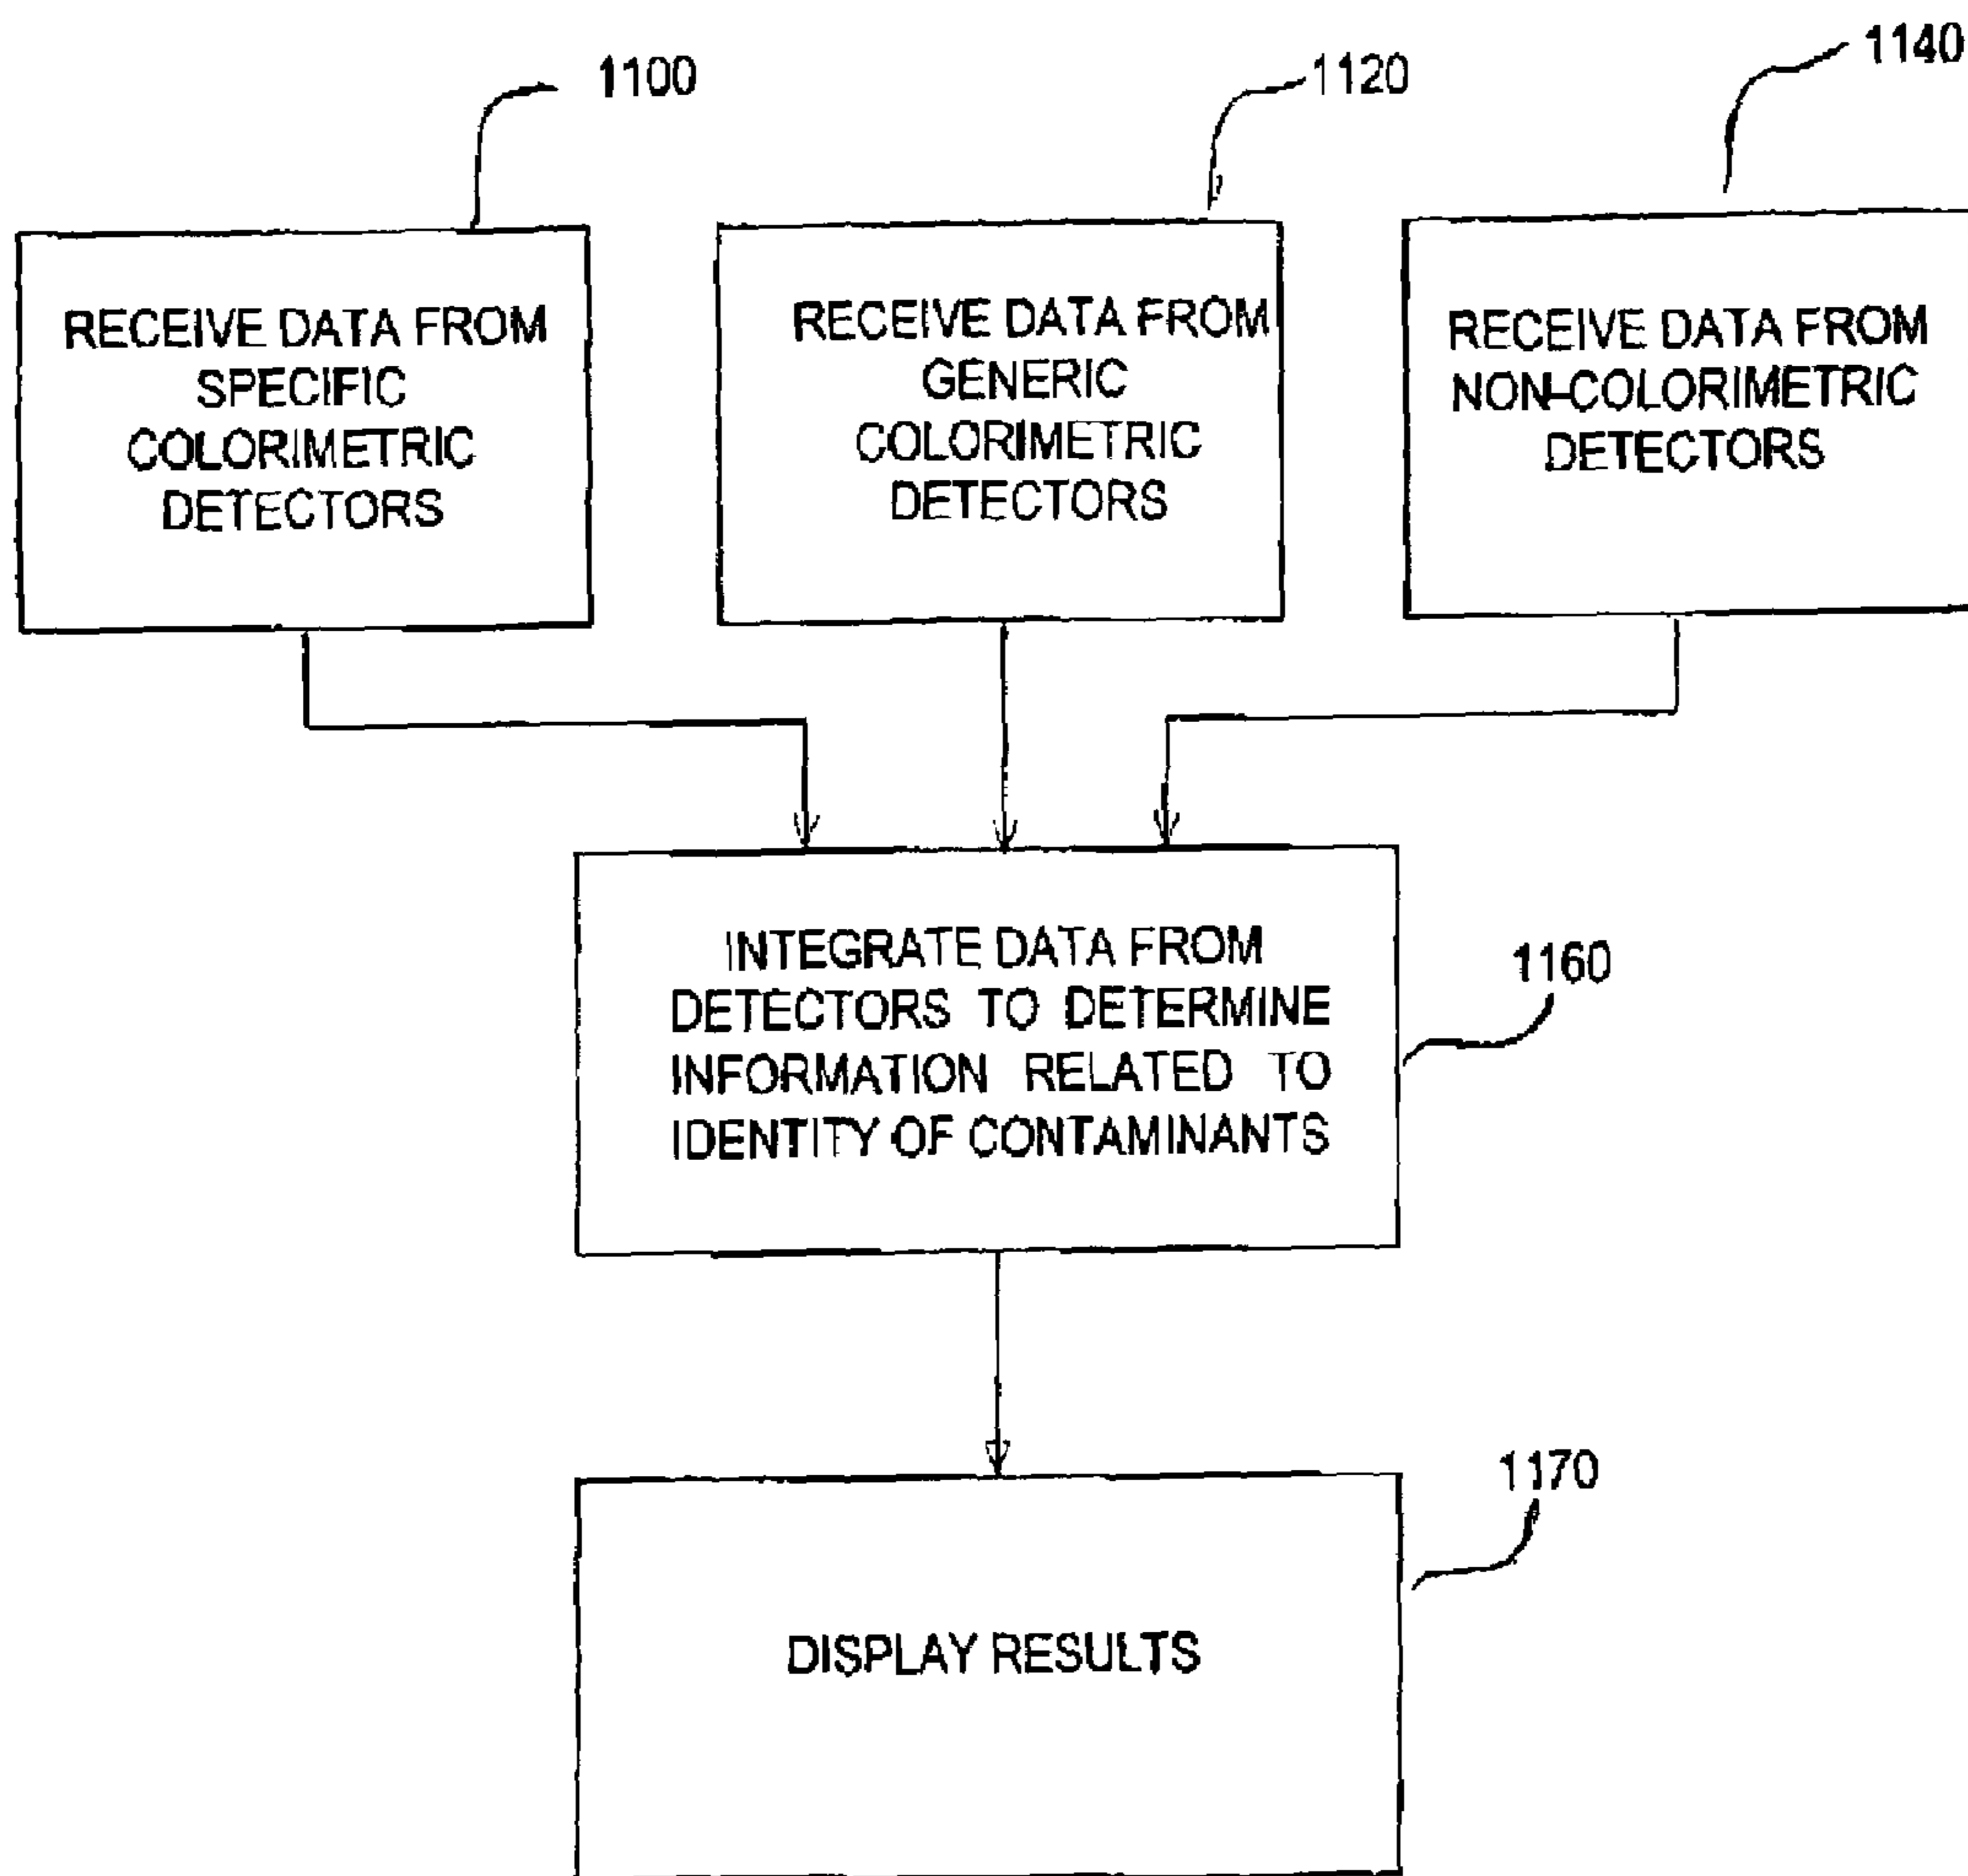 1100
1120
1140
RECEIVE DATA FROM
SPECIFIC
COLORIMETRIC
DETECTORS
RECEIVE DATA FROM
GENERIC
COLORIMETRIC
DETECTORS
RECEIVE DATA FROM
NON-COLORIMETRIC
DETECTORS
INTEGRATE DATA FROM
DETECTORS TO DETERMINE
INFORMATION RELATED TO
IDENTITY OF CONTAMINANTS
1160
1170
DISPLAY RESULTS